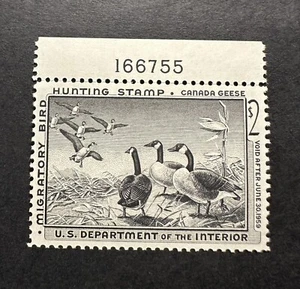 166755
HUNTING STAMP · CANADA GEESE ·
MIGRATORY BIRD
$2
VOID AFTER JUNE 30, 1959
U.S. DEPARTMENT OF THE INTERIOR